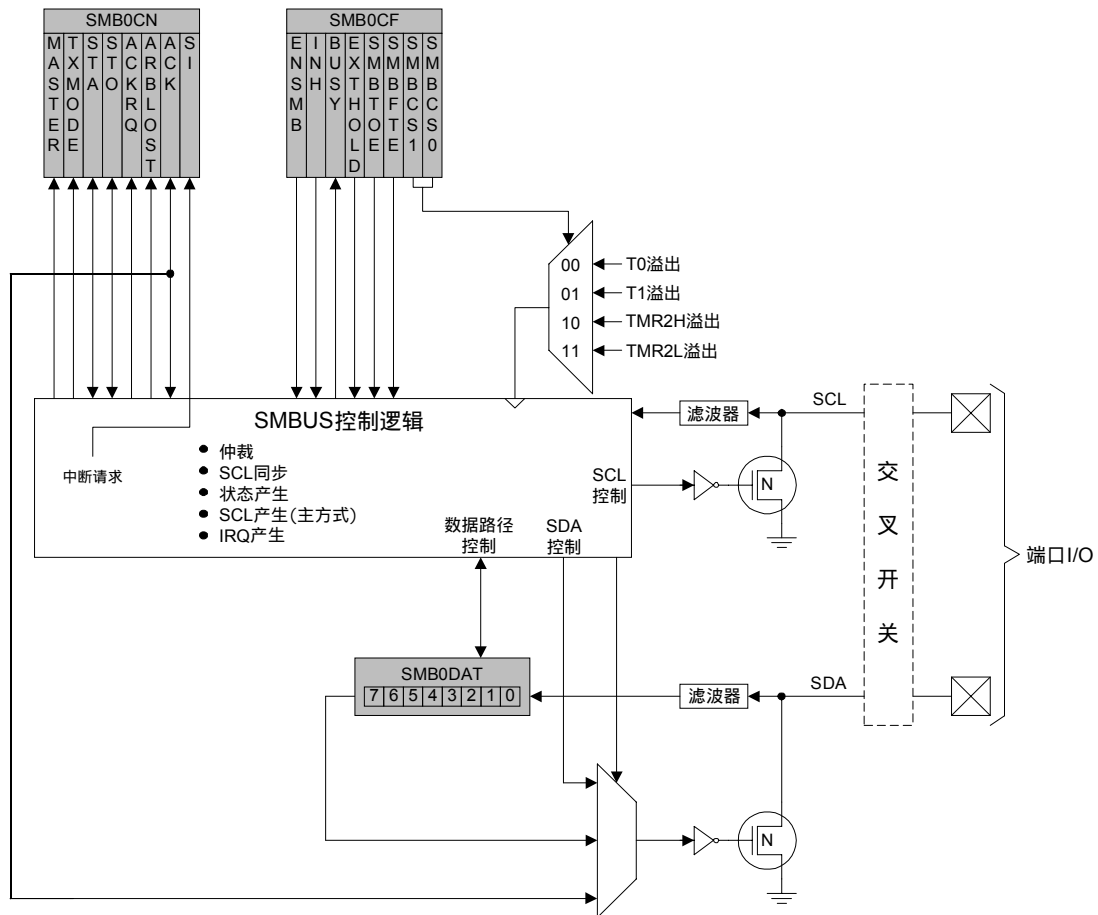 SMB0CN
MASTER
TXMODE
STA
STO
ACKRQ
ARBLOST
ACK
SI
SMB0CF
ENSMB
INH
BUSY
EXTHOLD
SMBTOE
SMBFTE
SMBCS1
SMBCS0
00
T0溢出
01
T1溢出
10
TMR2H溢出
11
TMR2L溢出
SMBUS控制逻辑
仲裁
SCL同步
状态产生
SCL产生(主方式)
IRQ产生
中断请求
数据路径
控制
SDA
控制
SCL
控制
滤波器
SCL
N
交叉开关
端口I/O
SMB0DAT
7 6 5 4 3 2 1 0
滤波器
SDA
N